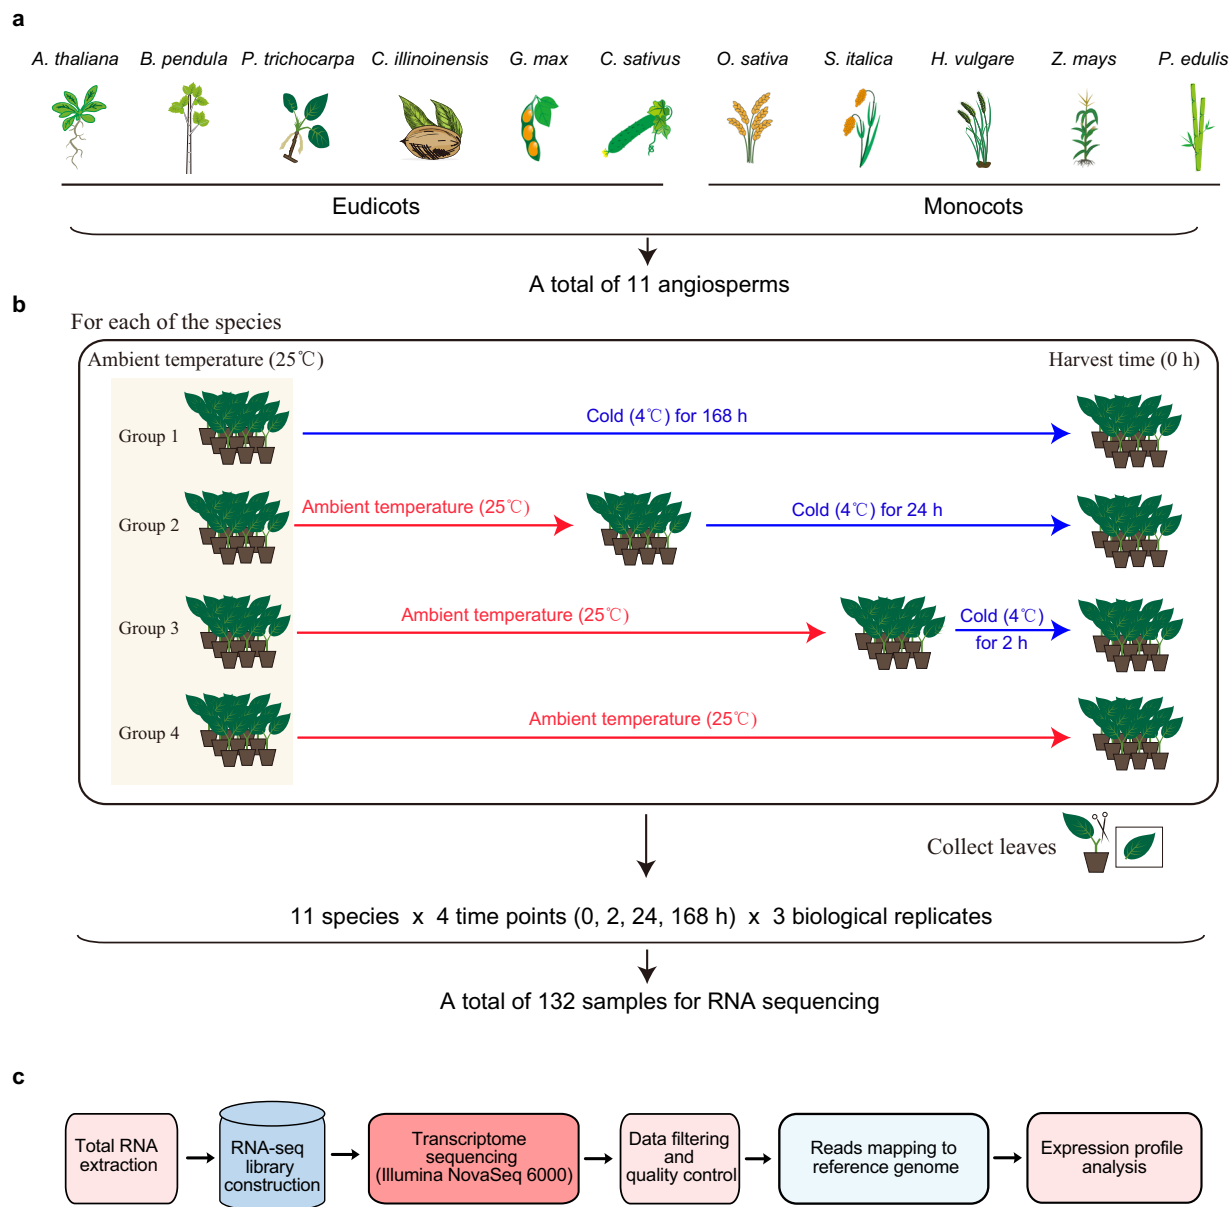 a
A. thaliana B. pendula P. trichocarpa C. illinoinensis G. max C. sativus O. sativa S. italica H. vulgare Z. mays P. edulis
Eudicots Monocots
A total of 11 angiosperms
b
For each of the species
Ambient temperature (25℃) Harvest time (0 h)
Group 1
Cold (4℃) for 168 h
Group 2
Ambient temperature (25℃)
Cold (4℃) for 24 h
Group 3
Ambient temperature (25℃)
Cold (4℃)
for 2 h
Group 4
Ambient temperature (25℃)
Collect leaves
11 species x 4 time points (0, 2, 24, 168 h) x 3 biological replicates
A total of 132 samples for RNA sequencing
c
Total RNA
extraction
RNA-seq
library
construction
Transcriptome
sequencing
(Illumina NovaSeq 6000)
Data filtering
and
quality control
Reads mapping to
reference genome
Expression profile
analysis